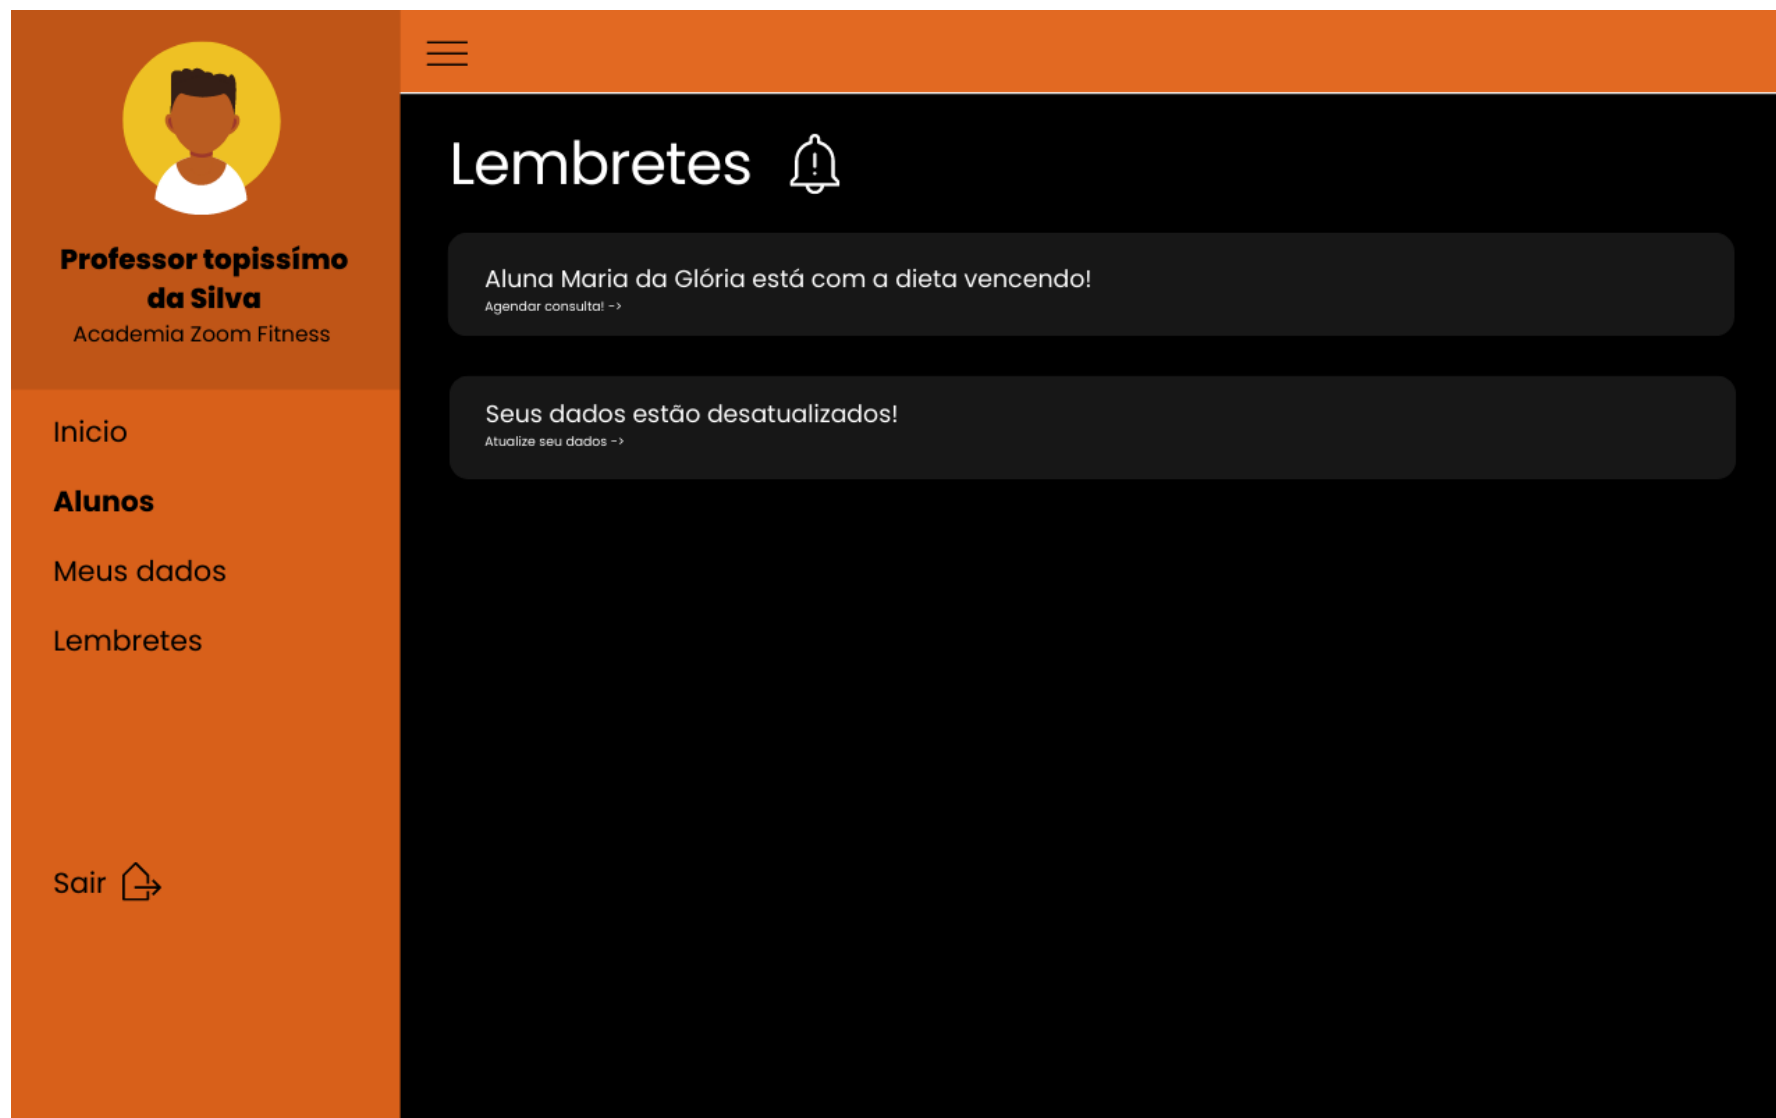 Professor topissímo
da Silva
Academia Zoom Fitness
Inicio
Alunos
Meus dados
Lembretes
Sair
Lembretes
Aluna Maria da Glória está com a dieta vencendo!
Agendar consulta! ->
Seus dados estão desatualizados!
Atualize seu dados ->